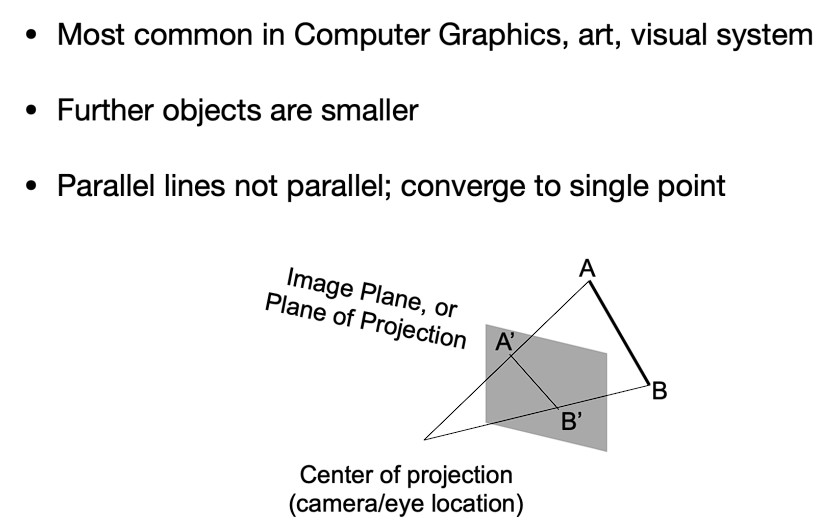 • Most common in Computer Graphics, art, visual system
• Further objects are smaller
• Parallel lines not parallel; converge to single point
A
Image Plane, or
Plane of Projection
A’
B
B’
Center of projection
(camera/eye location)